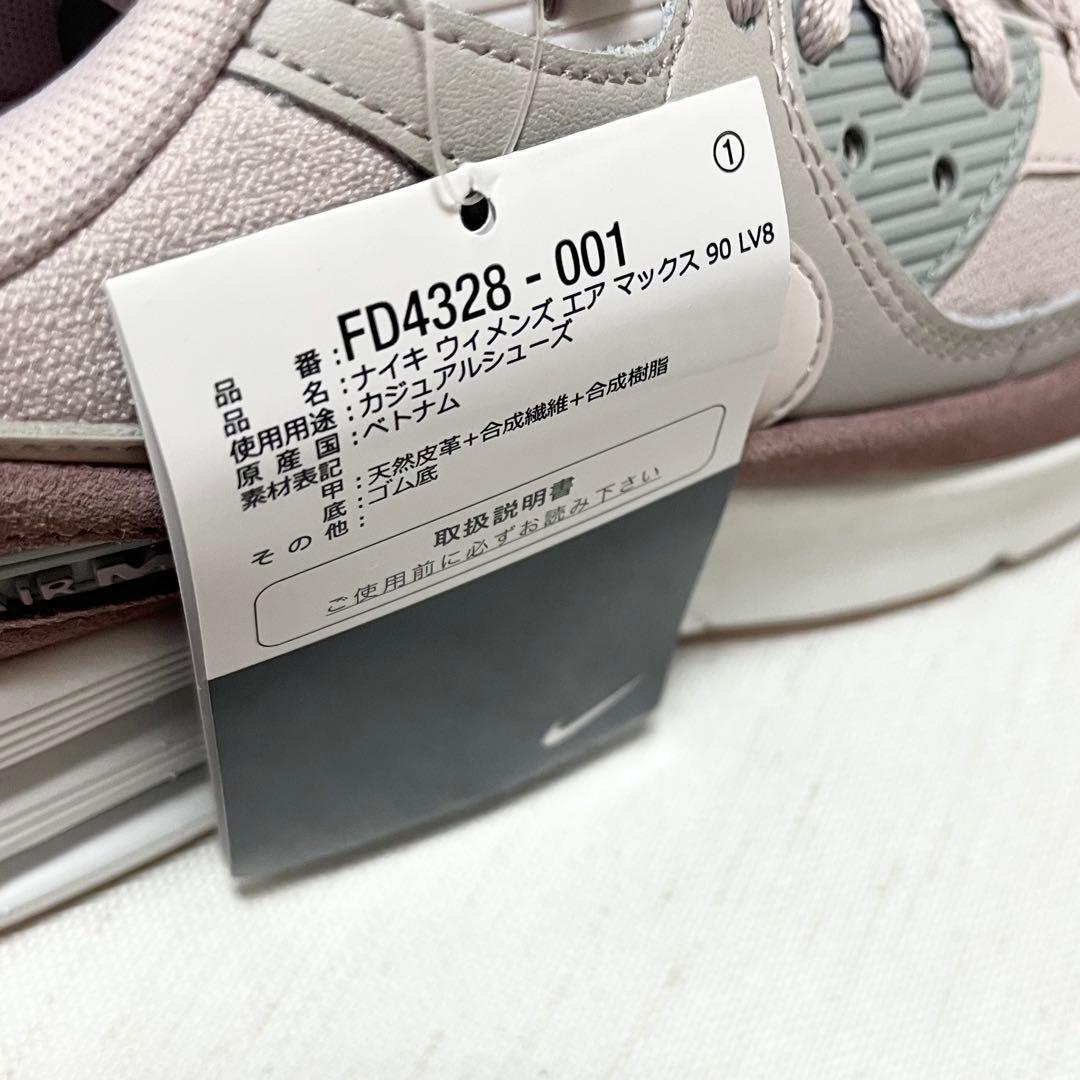 ①
品 番 : FD4328 - 001
品 名 : ナイキ ウィメンズ エア マックス 90 LV8
使用用途 : カジュアルシューズ
原 産 国 : ベトナム
素材表記
甲 : 天然皮革+合成繊維+合成樹脂
底 : ゴム底
そ の 他 :
取扱説明書
ご使用前に必ずお読み下さい
AIR M